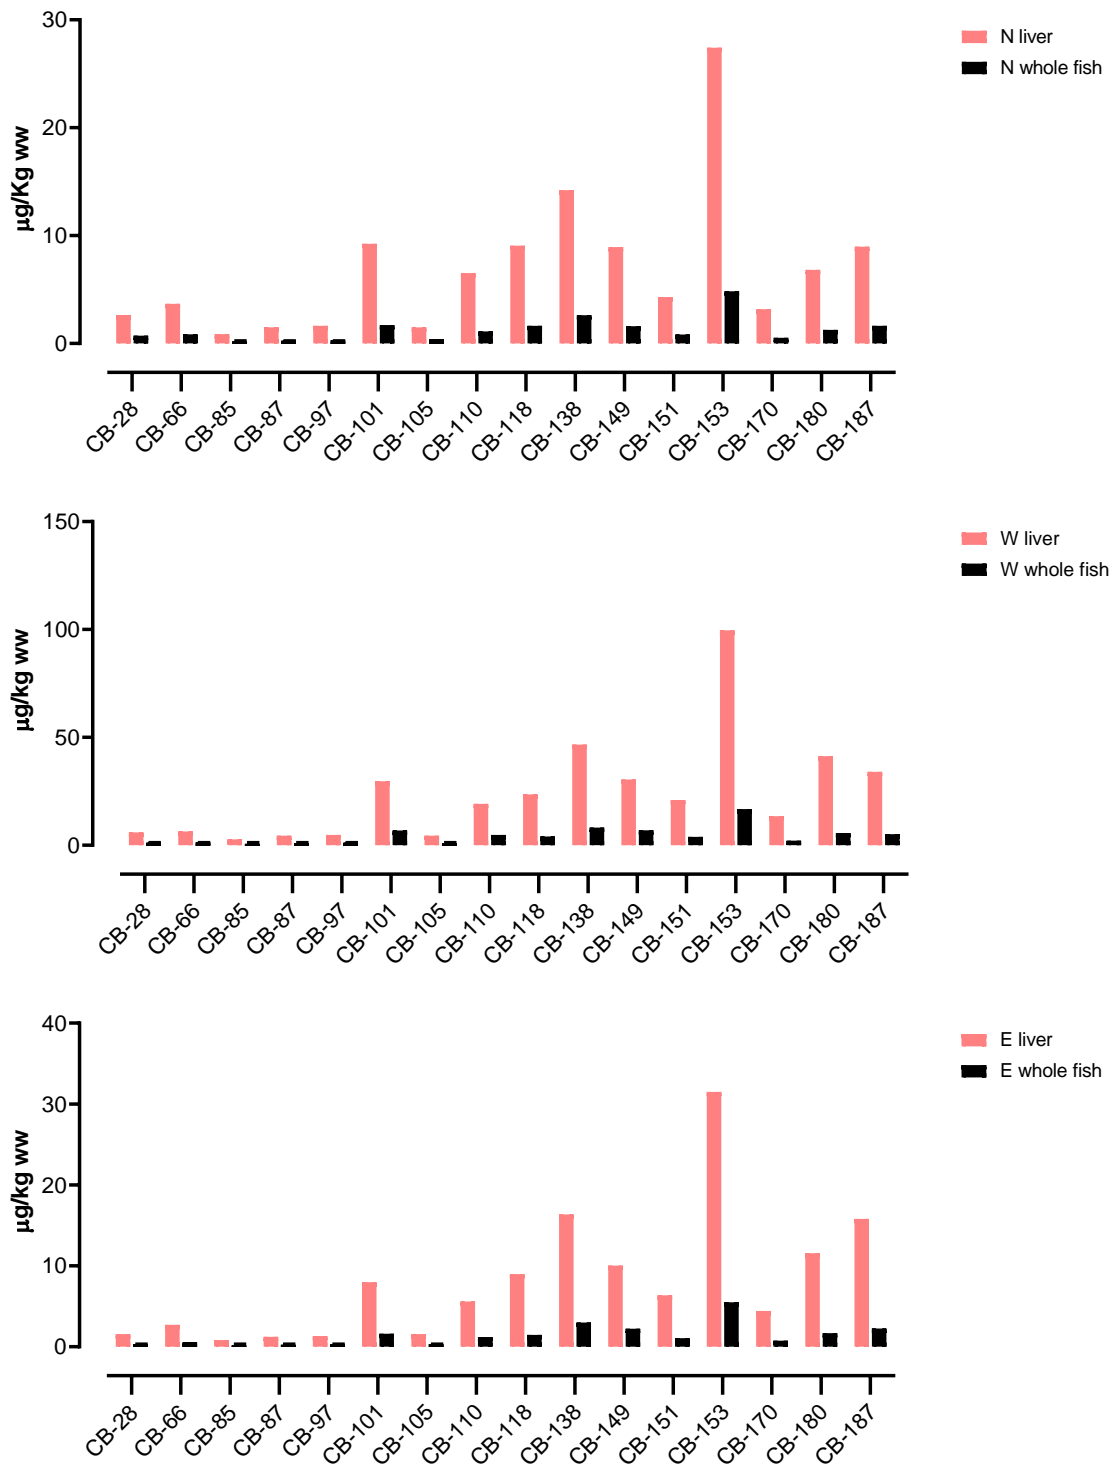 30
20
10
0
µg/Kg ww
N liver
N whole fish
CB-28
CB-66
CB-85
CB-87
CB-97
CB-101
CB-105
CB-110
CB-118
CB-138
CB-149
CB-151
CB-153
CB-170
CB-180
CB-187
150
100
50
0
µg/kg ww
W liver
W whole fish
CB-28
CB-66
CB-85
CB-87
CB-97
CB-101
CB-105
CB-110
CB-118
CB-138
CB-149
CB-151
CB-153
CB-170
CB-180
CB-187
40
30
20
10
0
µg/kg ww
E liver
E whole fish
CB-28
CB-66
CB-85
CB-87
CB-97
CB-101
CB-105
CB-110
CB-118
CB-138
CB-149
CB-151
CB-153
CB-170
CB-180
CB-187